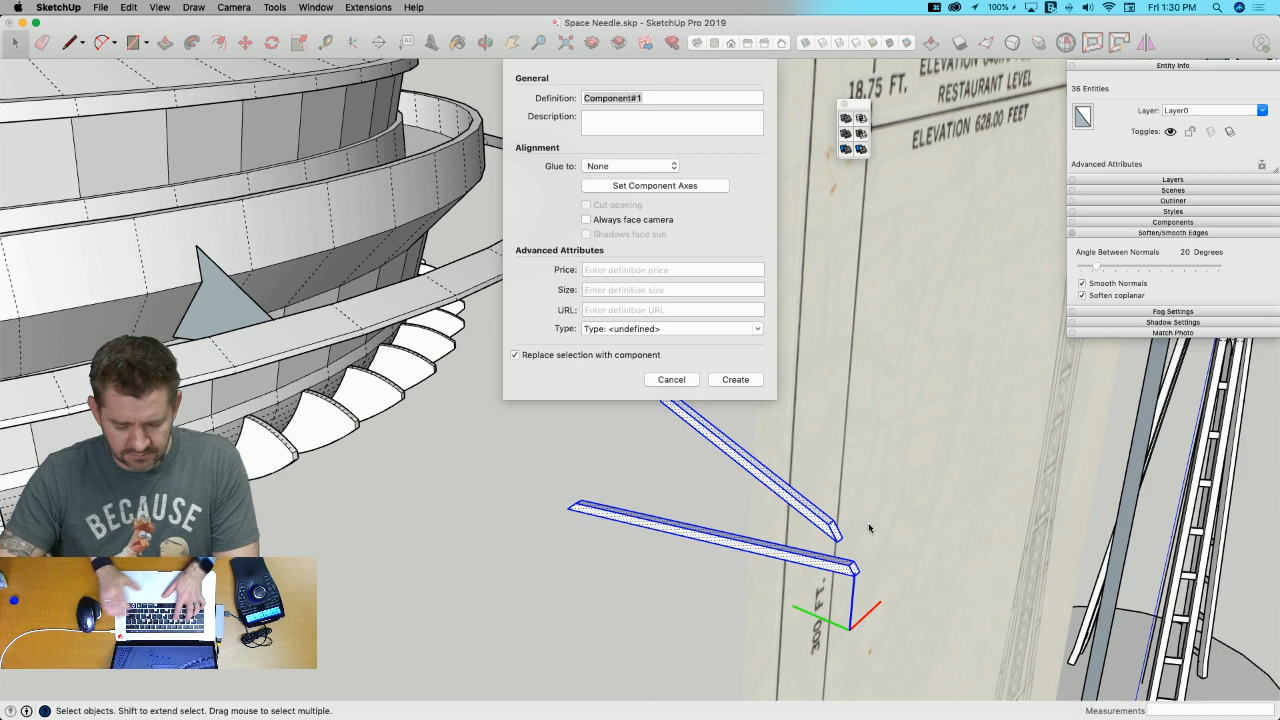 SketchUp File Edit View Draw Camera Tools Window Extensions Help
100% Fri 1:30 PM
Space Needle.skp - SketchUp Pro 2019
General
Definition: Component#1
Description:
Alignment
Glue to: None
Set Component Axes
Cut opening
Always face camera
Shadows face sun
Advanced Attributes
Price: Enter definition price
Size: Enter definition size
URL: Enter definition URL
Type: Type: <undefined>
Replace selection with component
Cancel Create
18.75 FT.
RESTAURANT LEVEL
ELEVATION 628.00 FEET
300 FT.
Entity Info
36 Entities
Layer: Layer0
Toggles:
Advanced Attributes
Layers
Scenes
Outliner
Styles
Components
Soften/Smooth Edges
Angle Between Normals 20 Degrees
Smooth Normals
Soften coplanar
Fog Settings
Shadow Settings
Match Photo
BECAUSE
Select objects. Shift to extend select. Drag mouse to select multiple.
Measurements